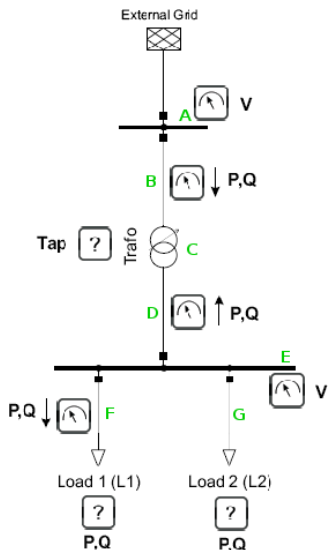 External Grid
A
V
B
P,Q
Tap
?
Trafo
C
D
P,Q
E
V
P,Q
F
G
Load 1 (L1)
Load 2 (L2)
?
?
P,Q
P,Q